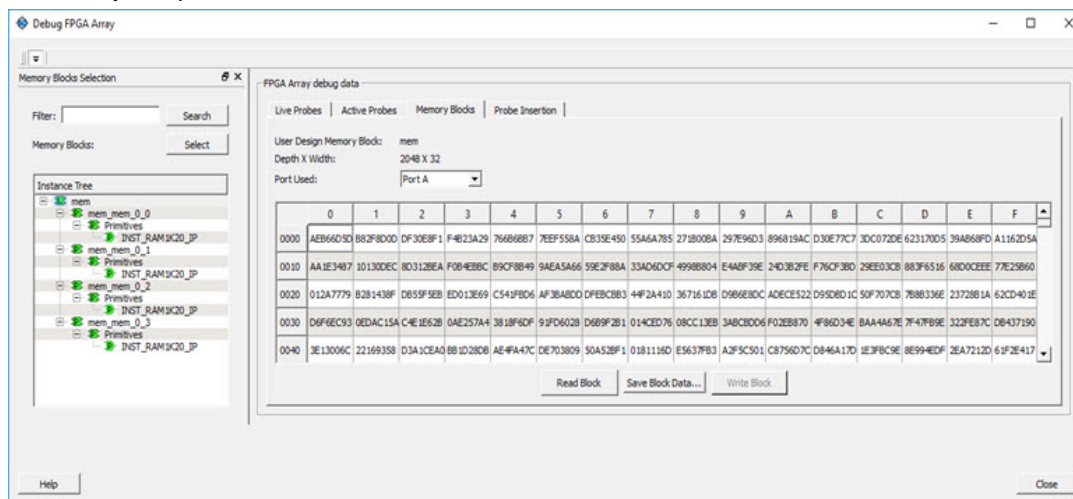 Debug FPGA Array
Memory Blocks Selection
Filter:
Search
Memory Blocks:
Select
Instance Tree
mem
mem_mem_0_0
Primitives
INST_RAM1K20_IP
mem_mem_0_1
Primitives
INST_RAM1K20_IP
mem_mem_0_2
Primitives
INST_RAM1K20_IP
mem_mem_0_3
Primitives
INST_RAM1K20_IP
FPGA Array debug data
Live Probes Active Probes Memory Blocks Probe Insertion
User Design Memory Block: mem
Depth X Width: 2048 X 32
Port Used: Port A
0 1 2 3 4 5 6 7 8 9 A B C D E F
0000 AEB66D5D B82F8D0D DF30E8F1 F4B23A29 766B6BB7 7EEF558A CB35E450 55A6A785 271B00BA 297E96D3 896819AC D30E77C7 3DC072DE 623170D5 39AB68FD A1162D5A
0010 AA1E3487 10130DEC 8D312BEA F0B4EBBC B9CF8B49 9AEA5A66 59E2F88A 33AD6DCF 4998B804 E4ABF39E 24D3B2FE F76CF3BD 29EE03CB 883F6516 68D0CEEE 77E25B60
0020 012A7779 B281438F DB55F5EB ED013E69 C541FBD6 AF3BA8DD DFEBCBB3 44F2A410 367161DB D9B6E8DC ADECE522 D95D8D1C 50F707CB 7B8B336E 23728B1A 62CD401E
0030 D6F6EC93 0EDAC15A C4E1E62B 0AE257A4 3818F6DF 91FD6028 D6B9F2B1 014CED76 08CC13EB 3ABCBDD6 F02EB870 4F86D34E BAA4A67E 7F47FB9E 322FE87C DB437190
0040 3E13006C 22169358 D3A1CEA0 BB1D28DB AE4FA47C DE703809 50A52BF1 0181116D E5637FB3 A2F5C501 C8756D7C D846A17D 1E3FBC9E 8E994EDF 2EA7212D 61F2E417
Read Block Save Block Data... Write Block
Help
Close